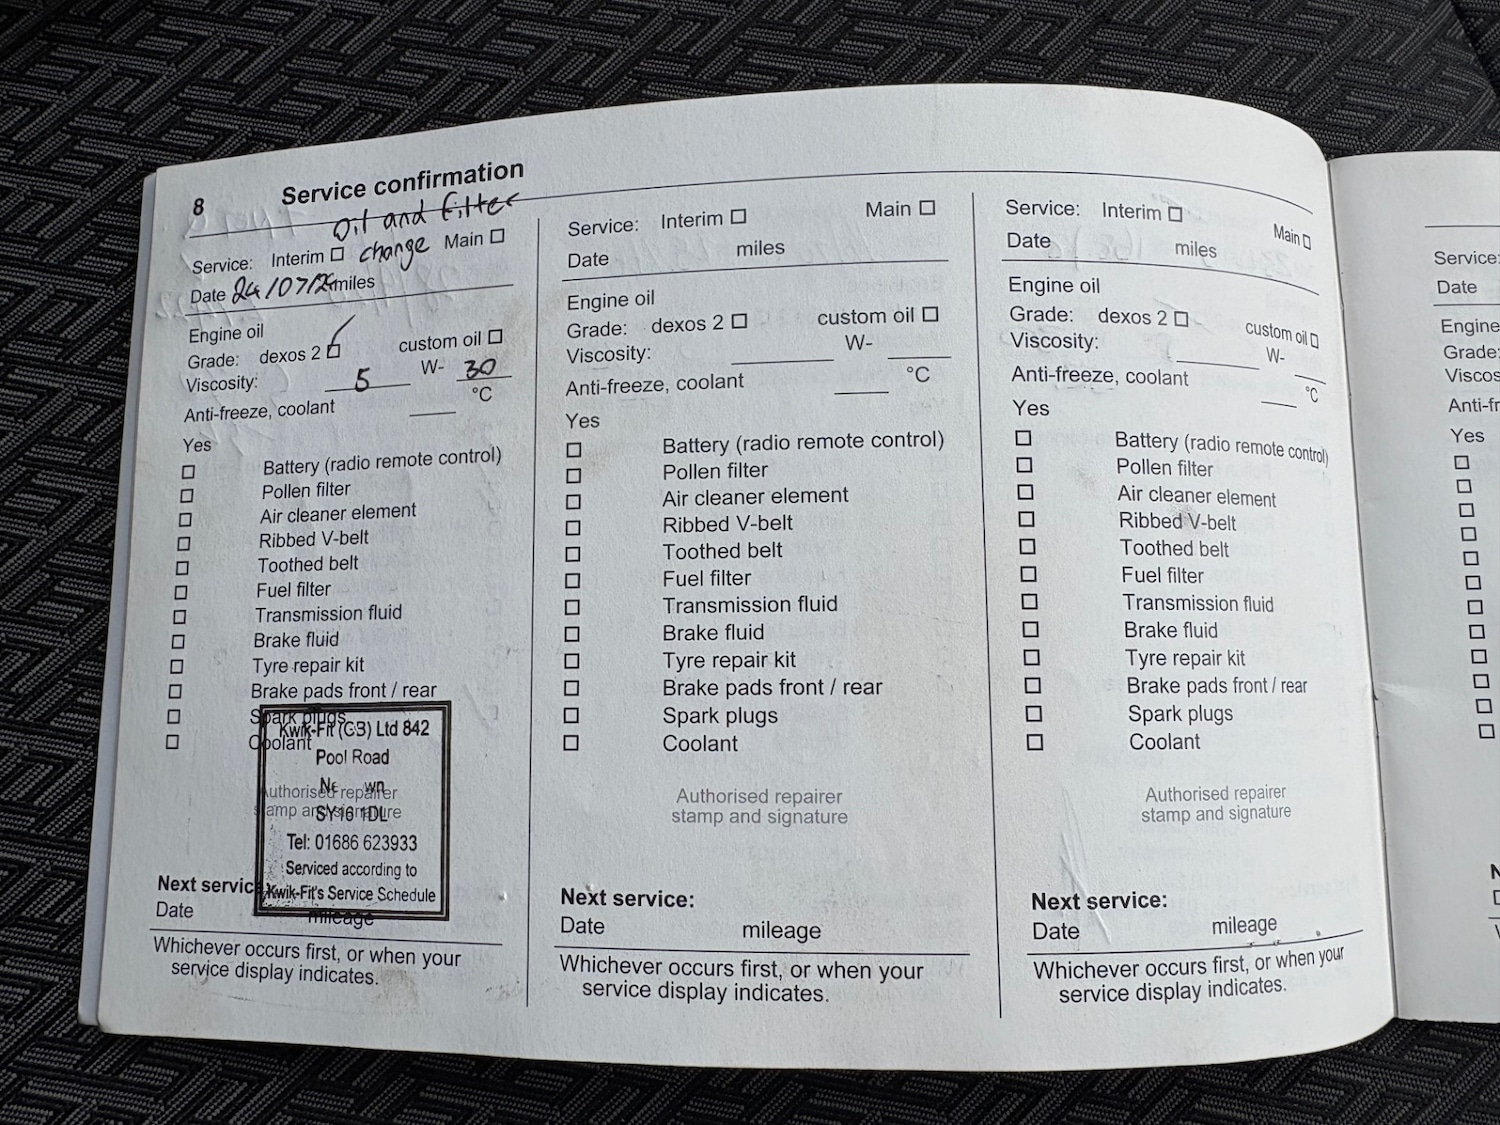 8 Service confirmation
Oil and filter
Service: Interim change Main
Date miles
Engine oil
Grade: dexos 2 custom oil
Viscosity: 5 W- 30
Anti-freeze, coolant °C
Yes
Battery (radio remote control)
Pollen filter
Air cleaner element
Ribbed V-belt
Toothed belt
Fuel filter
Transmission fluid
Brake fluid
Tyre repair kit
Brake pads front / rear
Spark plugs
Coolant
Kwik-Fit (GB) Ltd 842
Pool Road
Authorised repairer
stamp and signature
SY16 1DL
Tel: 01686 623933
Serviced according to
Kwik-Fit's Service Schedule
Next service
Date mileage
Whichever occurs first, or when your
service display indicates.
Service: Interim Main
Date miles
Engine oil
Grade: dexos 2 custom oil
Viscosity: W-
Anti-freeze, coolant °C
Yes
Battery (radio remote control)
Pollen filter
Air cleaner element
Ribbed V-belt
Toothed belt
Fuel filter
Transmission fluid
Brake fluid
Tyre repair kit
Brake pads front / rear
Spark plugs
Coolant
Authorised repairer
stamp and signature
Next service:
Date mileage
Whichever occurs first, or when your
service display indicates.
Service: Interim Main
Date miles
Engine oil
Grade: dexos 2 custom oil
Viscosity: W-
Anti-freeze, coolant °C
Yes
Battery (radio remote control)
Pollen filter
Air cleaner element
Ribbed V-belt
Toothed belt
Fuel filter
Transmission fluid
Brake fluid
Tyre repair kit
Brake pads front / rear
Spark plugs
Coolant
Authorised repairer
stamp and signature
Next service:
Date mileage
Whichever occurs first, or when your
service display indicates.
Service:
Date
Engine
Grade:
Viscos
Anti-fr
Yes